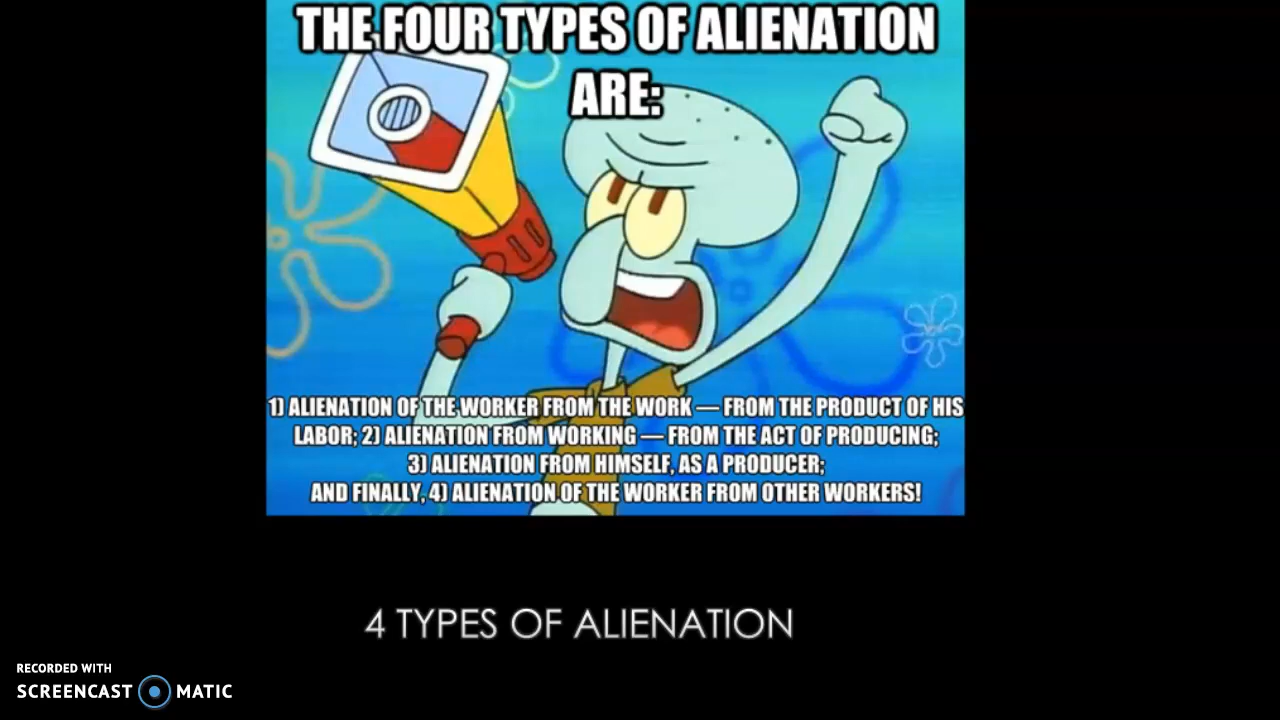 THE FOUR TYPES OF ALIENATION
ARE:
1) ALIENATION OF THE WORKER FROM THE WORK — FROM THE PRODUCT OF HIS
LABOR; 2) ALIENATION FROM WORKING — FROM THE ACT OF PRODUCING;
3) ALIENATION FROM HIMSELF, AS A PRODUCER;
AND FINALLY, 4) ALIENATION OF THE WORKER FROM OTHER WORKERS!
4 TYPES OF ALIENATION
RECORDED WITH
SCREENCAST MATIC